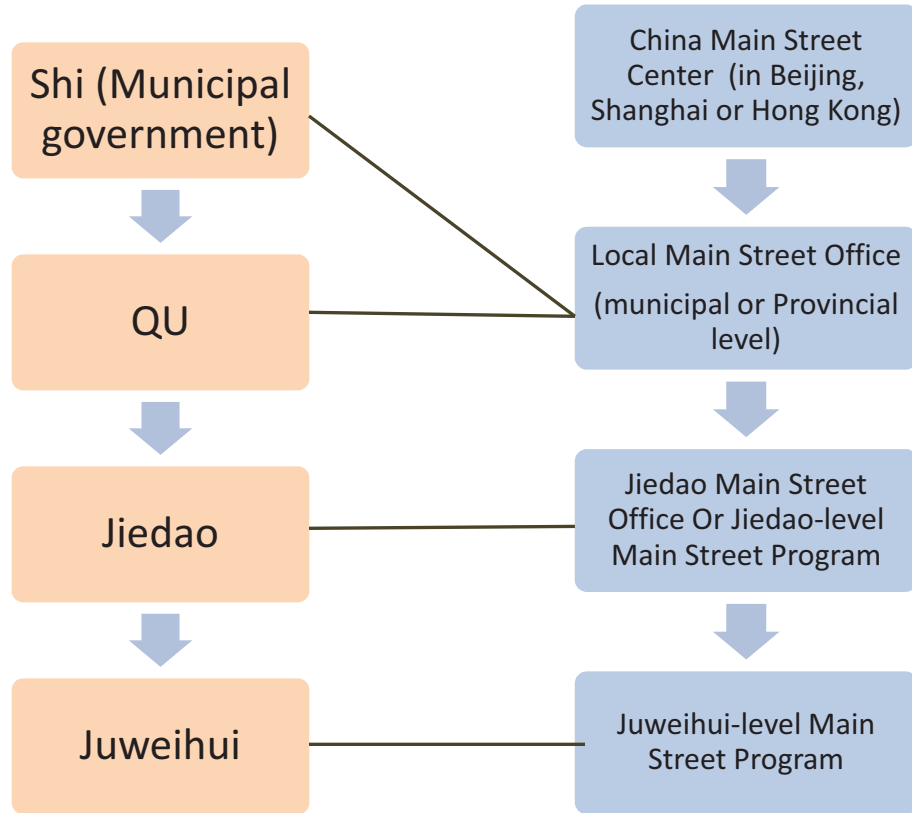 Shi (Municipal
government)
QU
Jiedao
Juweihui
China Main Street
Center (in Beijing,
Shanghai or Hong Kong)
Local Main Street Office
(municipal or Provincial
level)
Jiedao Main Street
Office Or Jiedao-level
Main Street Program
Juweihui-level Main
Street Program